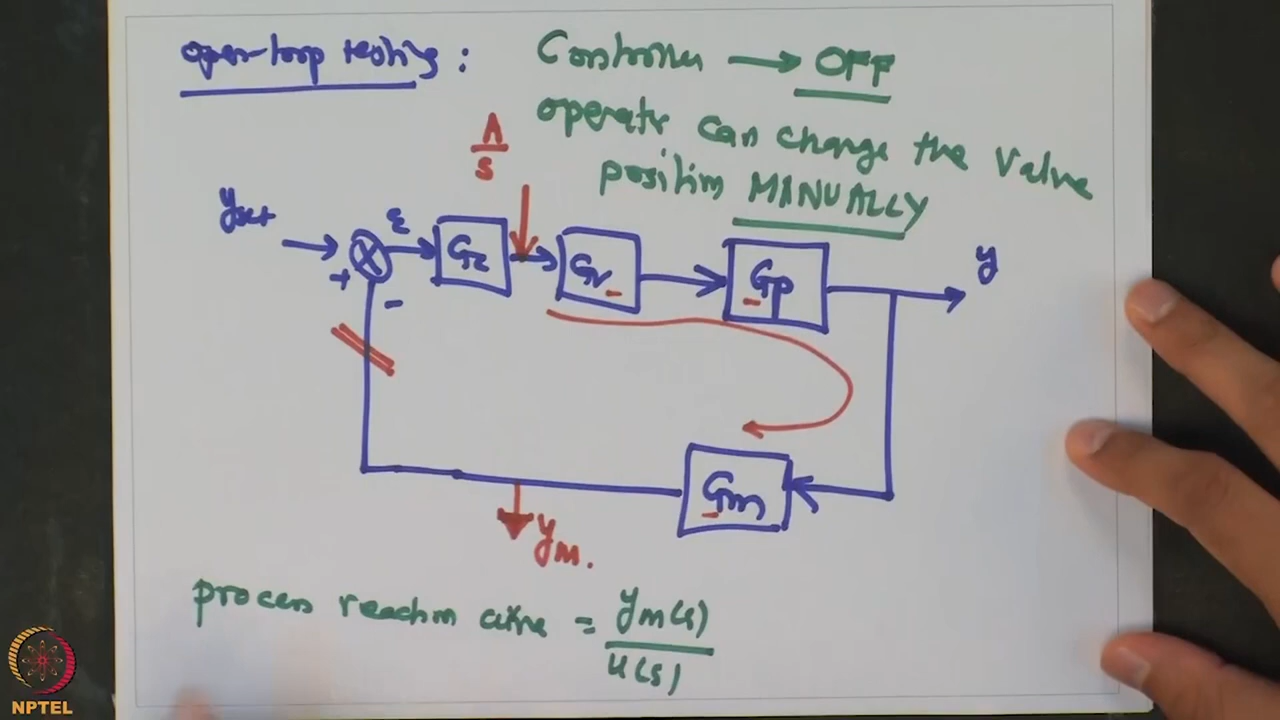 open-loop testing : Controller → OFF
operator can change the Valve
position MANUALLY
A/s
yset
ε
Gc
Gv
Gp
y
+
-
Gm
ym.
process reaction curve = ym(s)/u(s)
NPTEL